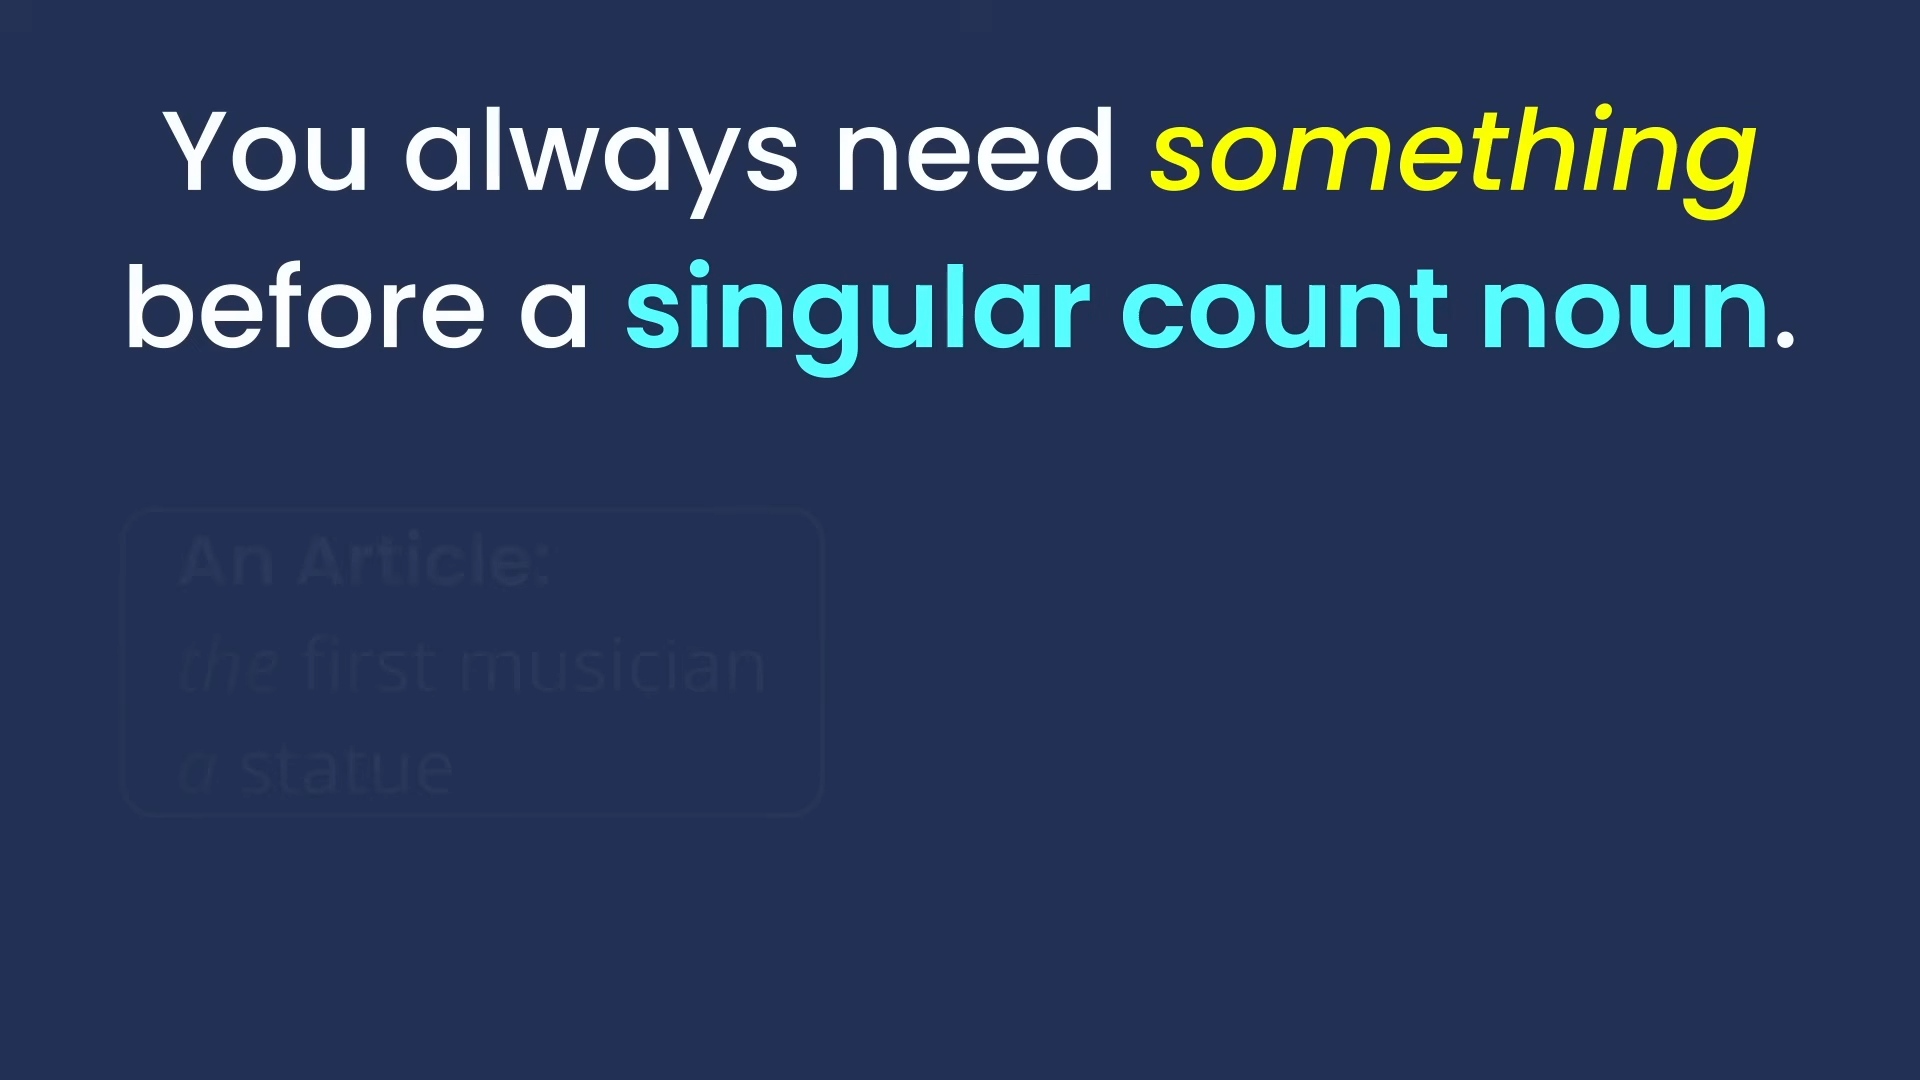 You always need something
before a singular count noun.
An Article:
the first musician
a statue